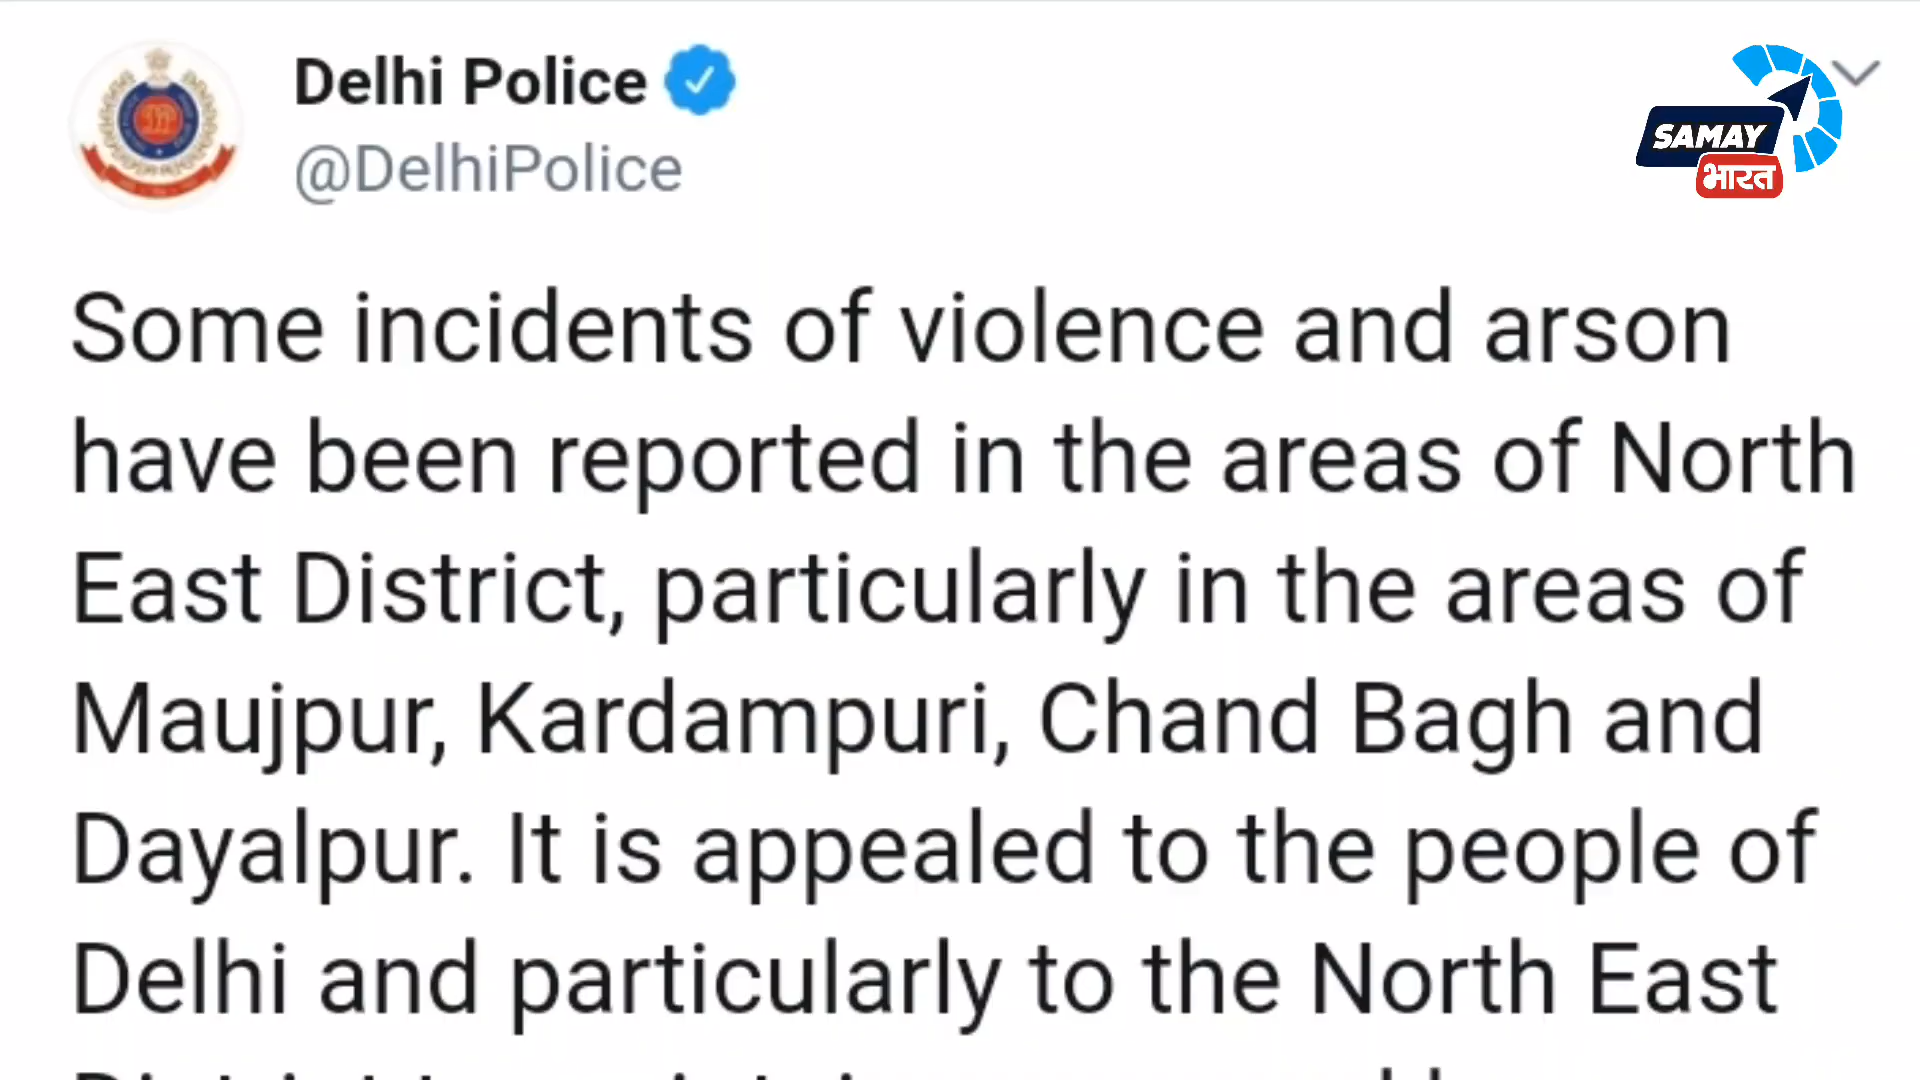 Delhi Police
@DelhiPolice
SAMAY
भारत
Some incidents of violence and arson
have been reported in the areas of North
East District, particularly in the areas of
Maujpur, Kardampuri, Chand Bagh and
Dayalpur. It is appealed to the people of
Delhi and particularly to the North East